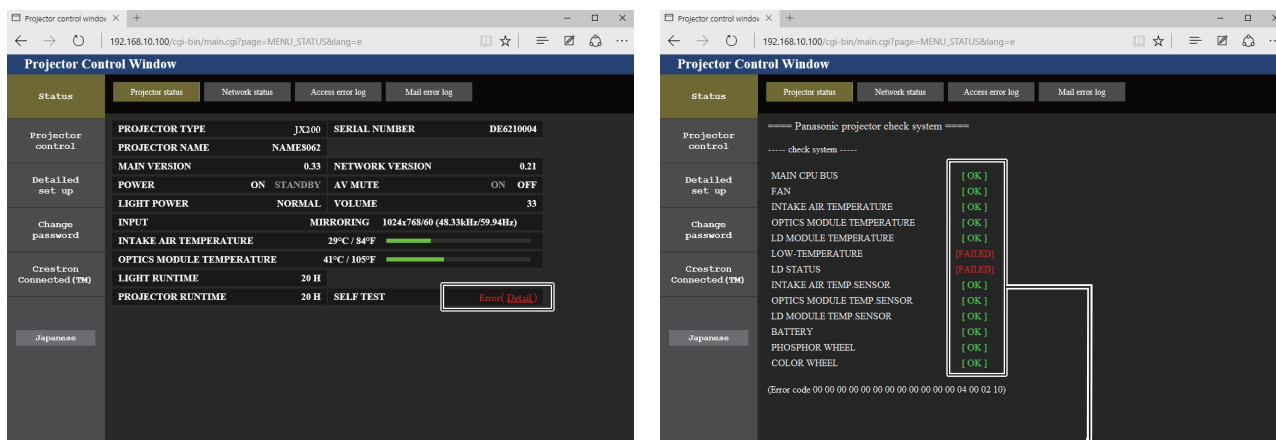 Projector control windov
192.168.10.100/cgi-bin/main.cgi?page=MENU_STATUS&lang=e
Projector Control Window
Status
Projector status
Network status
Access error log
Mail error log
Projector control
Detailed set up
Change password
Crestron Connected(TM)
Japanese
PROJECTOR TYPE JX200 SERIAL NUMBER DE6210004
PROJECTOR NAME NAME8062
MAIN VERSION 0.33 NETWORK VERSION 0.21
POWER ON STANDBY AV MUTE ON OFF
LIGHT POWER NORMAL VOLUME 33
INPUT MIRRORING 1024x768/60 (48.33kHz/59.94Hz)
INTAKE AIR TEMPERATURE 29°C / 84°F
OPTICS MODULE TEMPERATURE 41°C / 105°F
LIGHT RUNTIME 20 H
PROJECTOR RUNTIME 20 H SELF TEST Error( Detail )
Projector control windov
192.168.10.100/cgi-bin/main.cgi?page=MENU_STATUS&lang=e
Projector Control Window
Status
Projector status
Network status
Access error log
Mail error log
Projector control
Detailed set up
Change password
Crestron Connected(TM)
Japanese
==== Panasonic projector check system ====
----- check system -----
MAIN CPU BUS [ OK ]
FAN [ OK ]
INTAKE AIR TEMPERATURE [ OK ]
OPTICS MODULE TEMPERATURE [ OK ]
LD MODULE TEMPERATURE [ OK ]
LOW-TEMPERATURE [FAILED]
LD STATUS [FAILED]
INTAKE AIR TEMP.SENSOR [ OK ]
OPTICS MODULE TEMP.SENSOR [ OK ]
LD MODULE TEMP.SENSOR [ OK ]
BATTERY [ OK ]
PHOSPHOR WHEEL [ OK ]
COLOR WHEEL [ OK ]
(Error code 00 00 00 00 00 00 00 00 00 00 00 00 04 00 02 10)